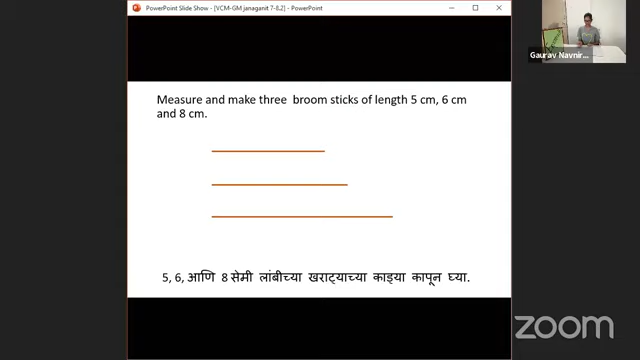 PowerPoint Slide Show - [VCM-GM janaganit 7-8.2] - PowerPoint
Gaurav Navnir...
Measure and make three broom sticks of length 5 cm, 6 cm
and 8 cm.
5, 6, आणि 8 सेमी लांबीच्या खराट्याच्या काड्या कापून घ्या.
zoom